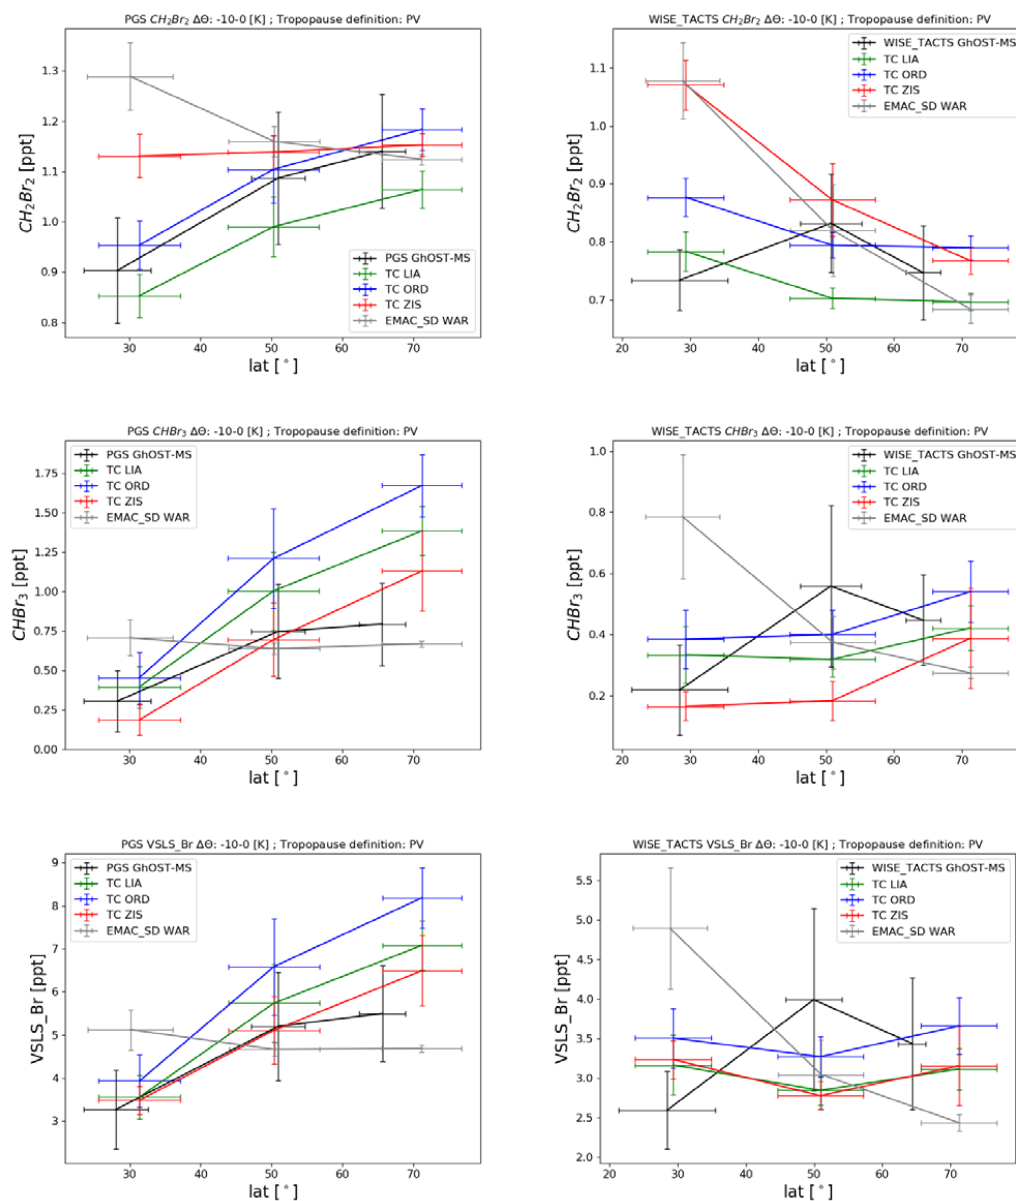 PGS CH₂Br₂ ΔΘ: -10-0 [K] ; Tropopause definition: PV
CH₂Br₂ [ppt]
1.3
1.2
1.1
1.0
0.9
0.8
PGS GhOST-MS
TC LIA
TC ORD
TC ZIS
EMAC_SD WAR
30 40 50 60 70
lat [°]
WISE_TACTS CH₂Br₂ ΔΘ: -10-0 [K] ; Tropopause definition: PV
CH₂Br₂ [ppt]
1.1
1.0
0.9
0.8
0.7
WISE_TACTS GhOST-MS
TC LIA
TC ORD
TC ZIS
EMAC_SD WAR
20 30 40 50 60 70
lat [°]
PGS CHBr₃ ΔΘ: -10-0 [K] ; Tropopause definition: PV
CHBr₃ [ppt]
1.75
1.50
1.25
1.00
0.75
0.50
0.25
0.00
PGS GhOST-MS
TC LIA
TC ORD
TC ZIS
EMAC_SD WAR
30 40 50 60 70
lat [°]
WISE_TACTS CHBr₃ ΔΘ: -10-0 [K] ; Tropopause definition: PV
CHBr₃ [ppt]
1.0
0.8
0.6
0.4
0.2
WISE_TACTS GhOST-MS
TC LIA
TC ORD
TC ZIS
EMAC_SD WAR
20 30 40 50 60 70
lat [°]
PGS VSLS_Br ΔΘ: -10-0 [K] ; Tropopause definition: PV
VSLS_Br [ppt]
9
8
7
6
5
4
3
PGS GhOST-MS
TC LIA
TC ORD
TC ZIS
EMAC_SD WAR
30 40 50 60 70
lat [°]
WISE_TACTS VSLS_Br ΔΘ: -10-0 [K] ; Tropopause definition: PV
VSLS_Br [ppt]
5.5
5.0
4.5
4.0
3.5
3.0
2.5
2.0
WISE_TACTS GhOST-MS
TC LIA
TC ORD
TC ZIS
EMAC_SD WAR
20 30 40 50 60 70
lat [°]